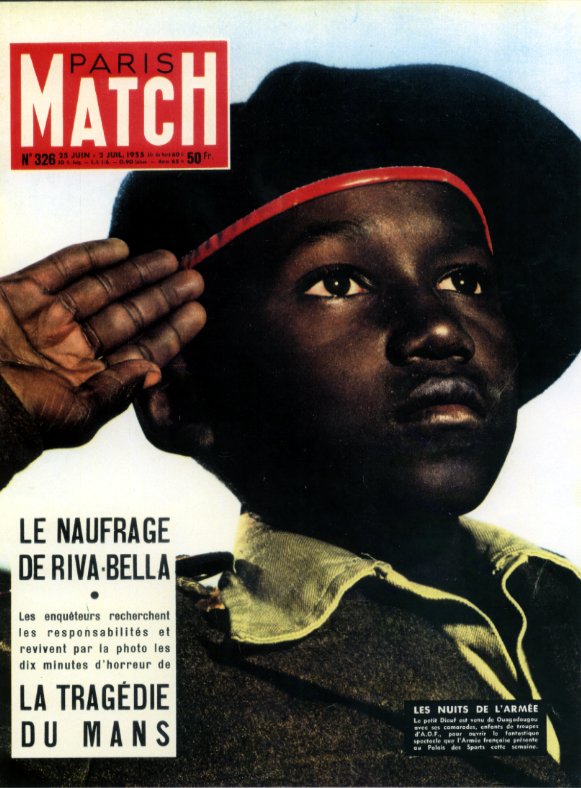 PARIS
MATCH
N° 326 25 JUIN - 2 JUIL. 1955 50 Fr.
LE NAUFRAGE
DE RIVA-BELLA
Les enquêteurs recherchent
les responsabilités et
revivent par la photo les
dix minutes d'horreur de
LA TRAGÉDIE
DU MANS
LES NUITS DE L'ARMÉE
Le petit Diouf est venu de Ouagadougou
avec ses camarades, enfants de troupes
d'A.O.F., pour ouvrir le fantastique
spectacle que l'Armée française présente
au Palais des Sports cette semaine.